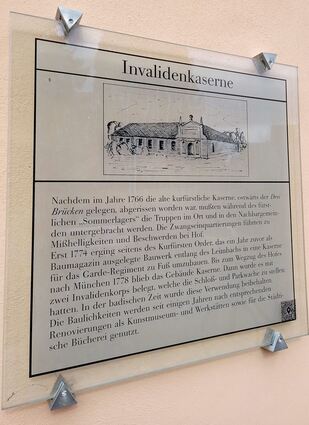 Invalidenkaserne
Nachdem im Jahre 1766 die alte kurfürstliche Kaserne, ostwärts der Drei
Brücken gelegen, abgerissen worden war, mußten während des fürst-
lichen „Sommerlagers" die Truppen im Ort und in den Nachbargemein-
den untergebracht werden. Die Zwangseinquartierungen führten zu
Mißhelligkeiten und Beschwerden bei Hof.
Erst 1774 erging seitens des Kurfürsten Order, das ein Jahr zuvor als
Baumagazin ausgelegte Bauwerk entlang des Leimbachs in eine Kaserne
für das Garde-Regiment zu Fuß umzubauen. Bis zum Wegzug des Hofes
nach München 1778 blieb das Gebäude Kaserne. Dann wurde es mit
zwei Invalidenkorps belegt, welche die Schloß- und Parkwache zu stellen
hatten. In der badischen Zeit wurde diese Verwendung beibehalten.
Die Baulichkeiten werden seit einigen Jahren nach entsprechenden
Renovierungen als Kunstmuseum- und Werkstätten sowie für die Städti-
sche Bücherei genutzt.